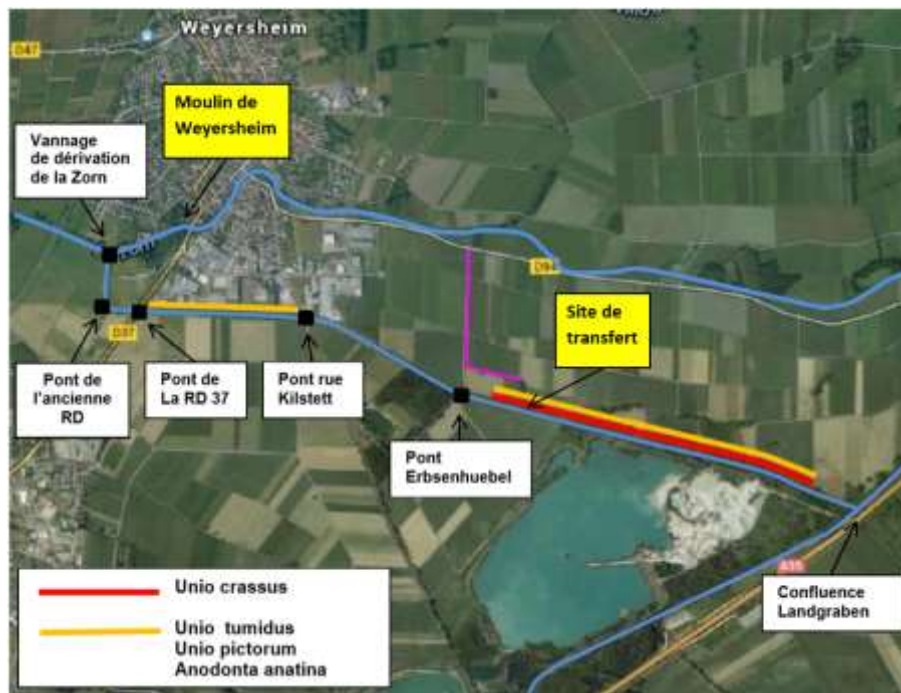 Weyersheim
D47
Moulin de
Weyersheim
Vannage
de dérivation
de la Zorn
D94
Site de
transfert
D37
Pont de
l'ancienne
RD
Pont de
La RD 37
Pont rue
Kilstett
Pont
Erbsenhuebel
A35
Confluence
Landgraben
Unio crassus
Unio tumidus
Unio pictorum
Anodonta anatina